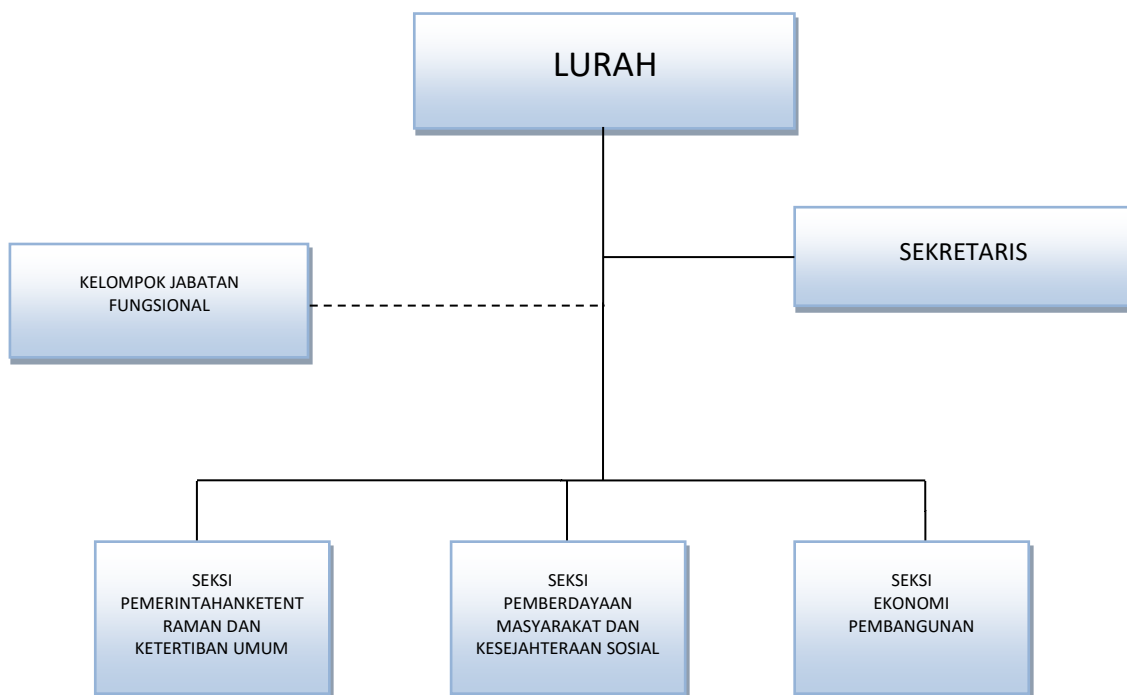 LURAH
SEKRETARIS
KELOMPOK JABATAN
FUNGSIONAL
SEKSI
PEMERINTAHANKETENT
RAMAN DAN
KETERTIBAN UMUM
SEKSI
PEMBERDAYAAN
MASYARAKAT DAN
KESEJAHTERAAN SOSIAL
SEKSI
EKONOMI
PEMBANGUNAN